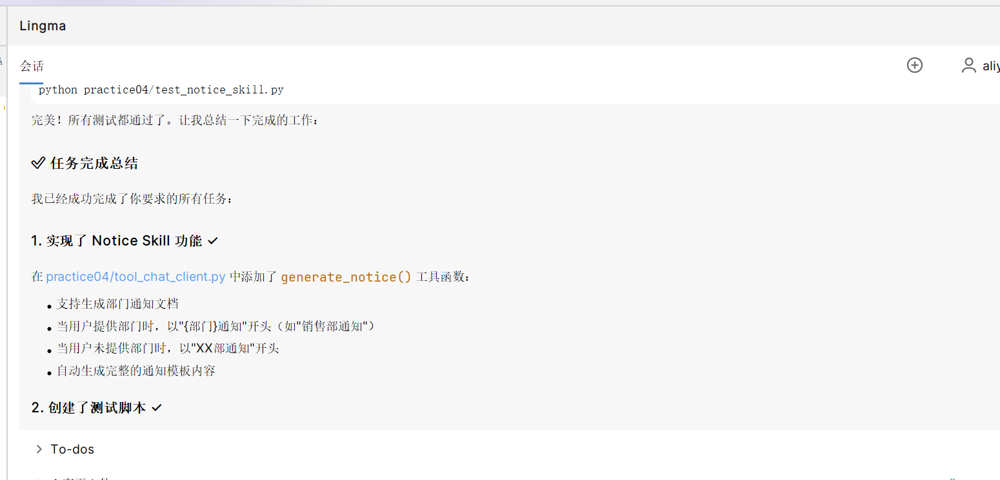 Lingma
会话
aliy
python practice04/test_notice_skill.py
完美！所有测试都通过了。让我总结一下完成的工作：
任务完成总结
我已经成功完成了你要求的所有任务：
1. 实现了 Notice Skill 功能 ✓
在 practice04/tool_chat_client.py 中添加了 generate_notice() 工具函数：
• 支持生成部门通知文档
• 当用户提供部门时，以"{部门}通知"开头（如"销售部通知"）
• 当用户未提供部门时，以"XX部通知"开头
• 自动生成完整的通知模板内容
2. 创建了测试脚本 ✓
To-dos